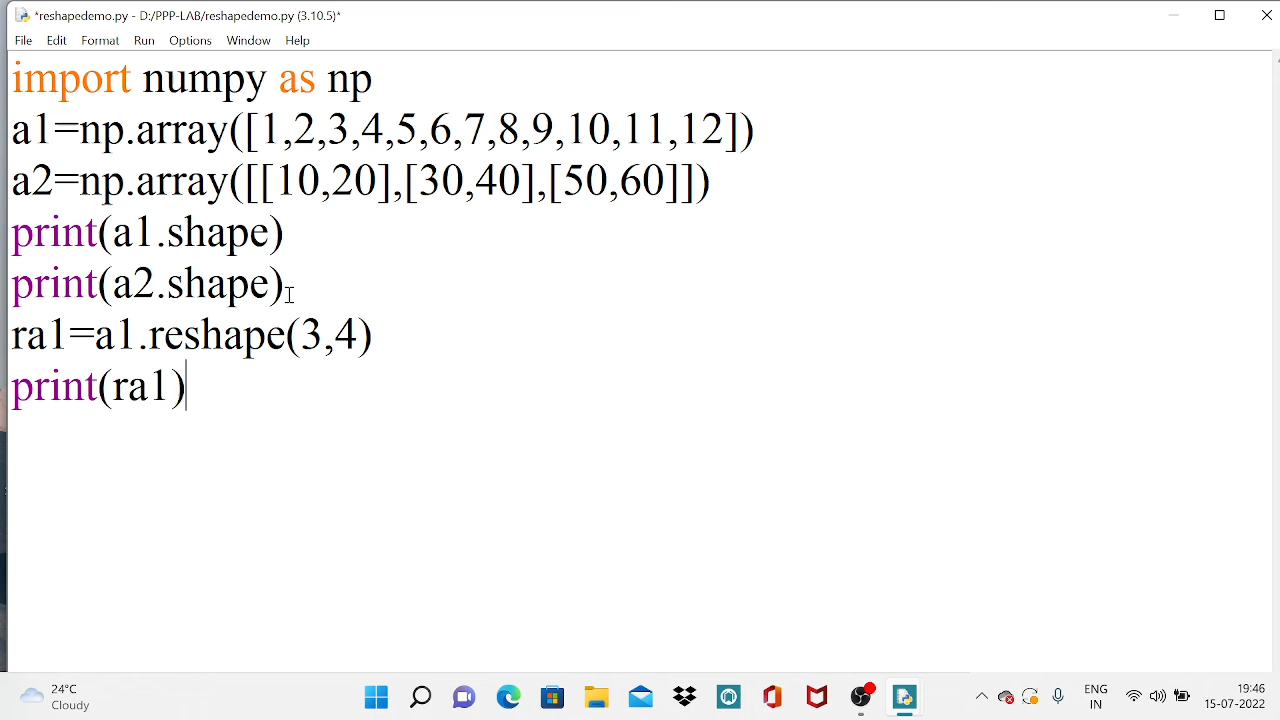 *reshapedemo.py - D:/PPP-LAB/reshapedemo.py (3.10.5)*
File Edit Format Run Options Window Help
import numpy as np
a1=np.array([1,2,3,4,5,6,7,8,9,10,11,12])
a2=np.array([[10,20],[30,40],[50,60]])
print(a1.shape)
print(a2.shape)
ra1=a1.reshape(3,4)
print(ra1)
24°C
Cloudy
ENG
IN
19:46
15-07-2022